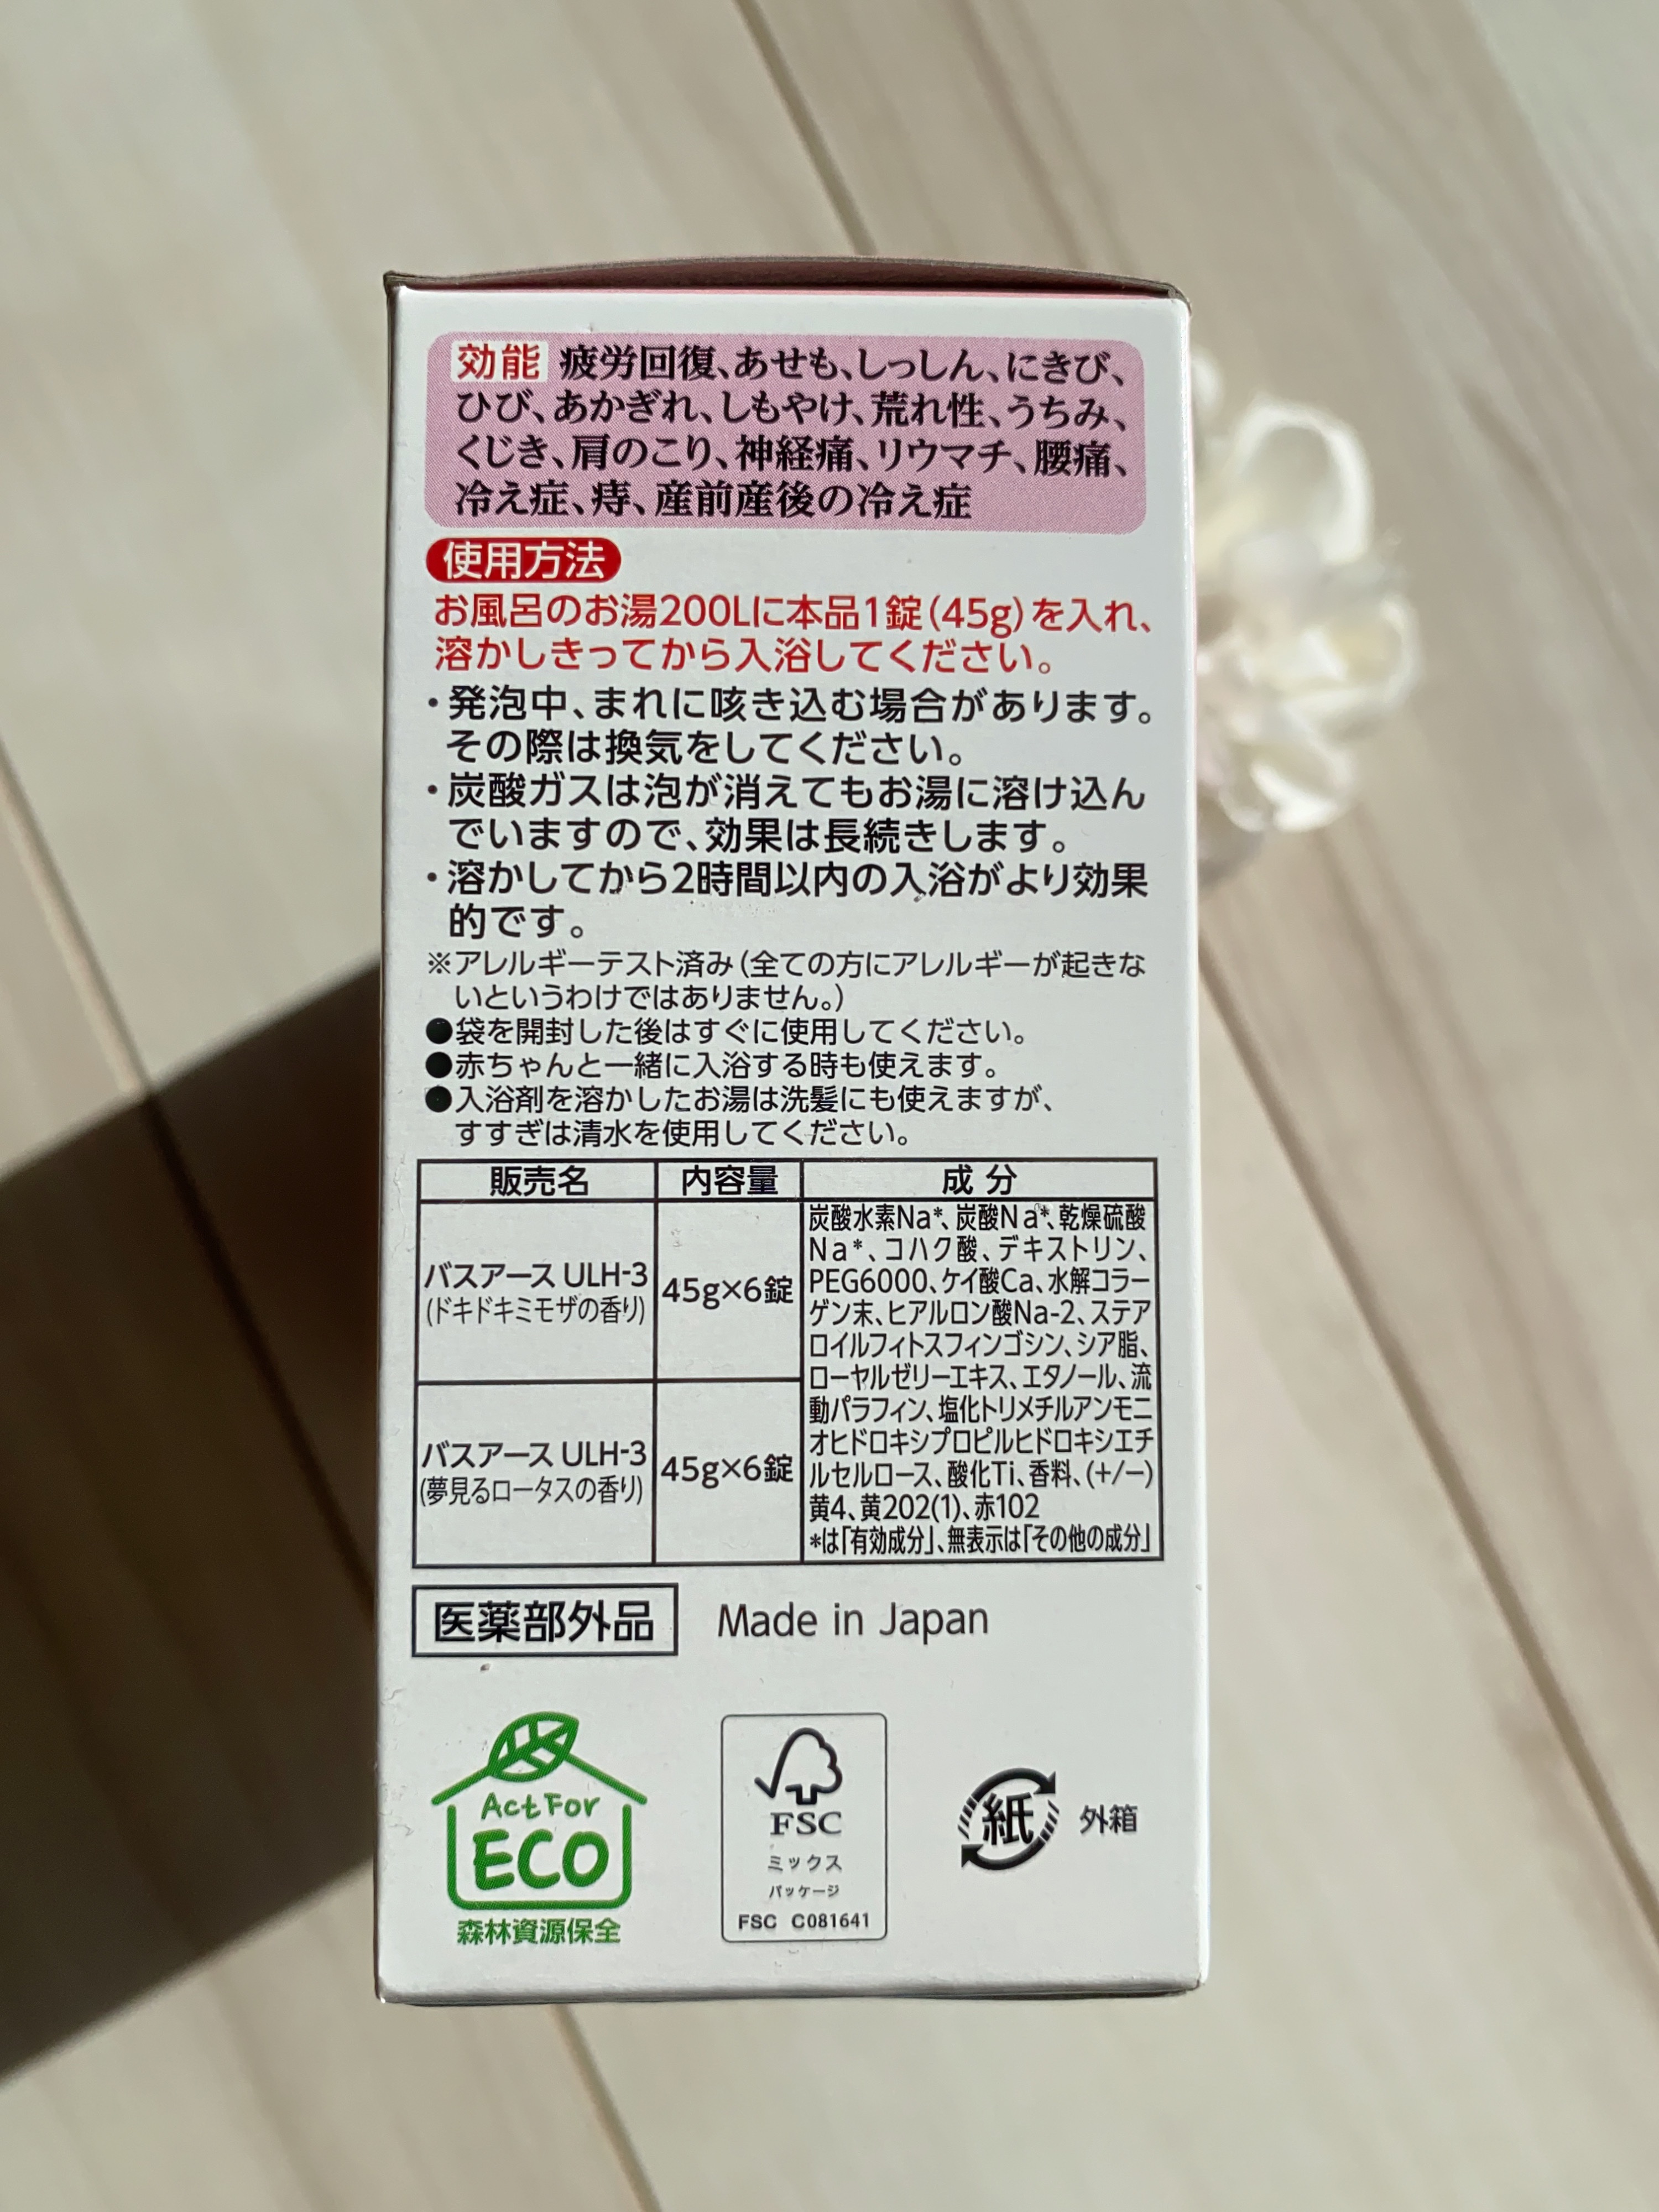 効能 疲労回復、あせも、しっしん、にきび、
ひび、あかぎれ、しもやけ、荒れ性、うちみ、
くじき、肩のこり、神経痛、リウマチ、腰痛、
冷え症、痔、産前産後の冷え症
使用方法
お風呂のお湯200Lに本品1錠(45g)を入れ、
溶かしきってから入浴してください。
・発泡中、まれに咳き込む場合があります。
その際は換気をしてください。
・炭酸ガスは泡が消えてもお湯に溶け込ん
でいますので、効果は長続きします。
・溶かしてから2時間以内の入浴がより効果
的です。
※アレルギーテスト済み(全ての方にアレルギーが起きな
いというわけではありません。)
●袋を開封した後はすぐに使用してください。
●赤ちゃんと一緒に入浴する時も使えます。
●入浴剤を溶かしたお湯は洗髪にも使えますが、
すすぎは清水を使用してください。
販売名 内容量 成分
バスアース ULH-3
(ドキドキミモザの香り)
45g×6錠
バスアース ULH-3
(夢見るロータスの香り)
45g×6錠
炭酸水素Na*、炭酸Na*、乾燥硫酸
Na*、コハク酸、デキストリン、
PEG6000、ケイ酸Ca、水解コラー
ゲン末、ヒアルロン酸Na-2、ステア
ロイルフィトスフィンゴシン、シア脂、
ローヤルゼリーエキス、エタノール、流
動パラフィン、塩化トリメチルアンモニ
オヒドロキシプロピルヒドロキシエチ
ルセルロース、酸化Ti、香料、(+/−)
黄4、黄202(1)、赤102
*は「有効成分」、無表示は「その他の成分」
医薬部外品 Made in Japan
Act For
ECO
森林資源保全
FSC
ミックス
パッケージ
FSC C081641
紙 外箱